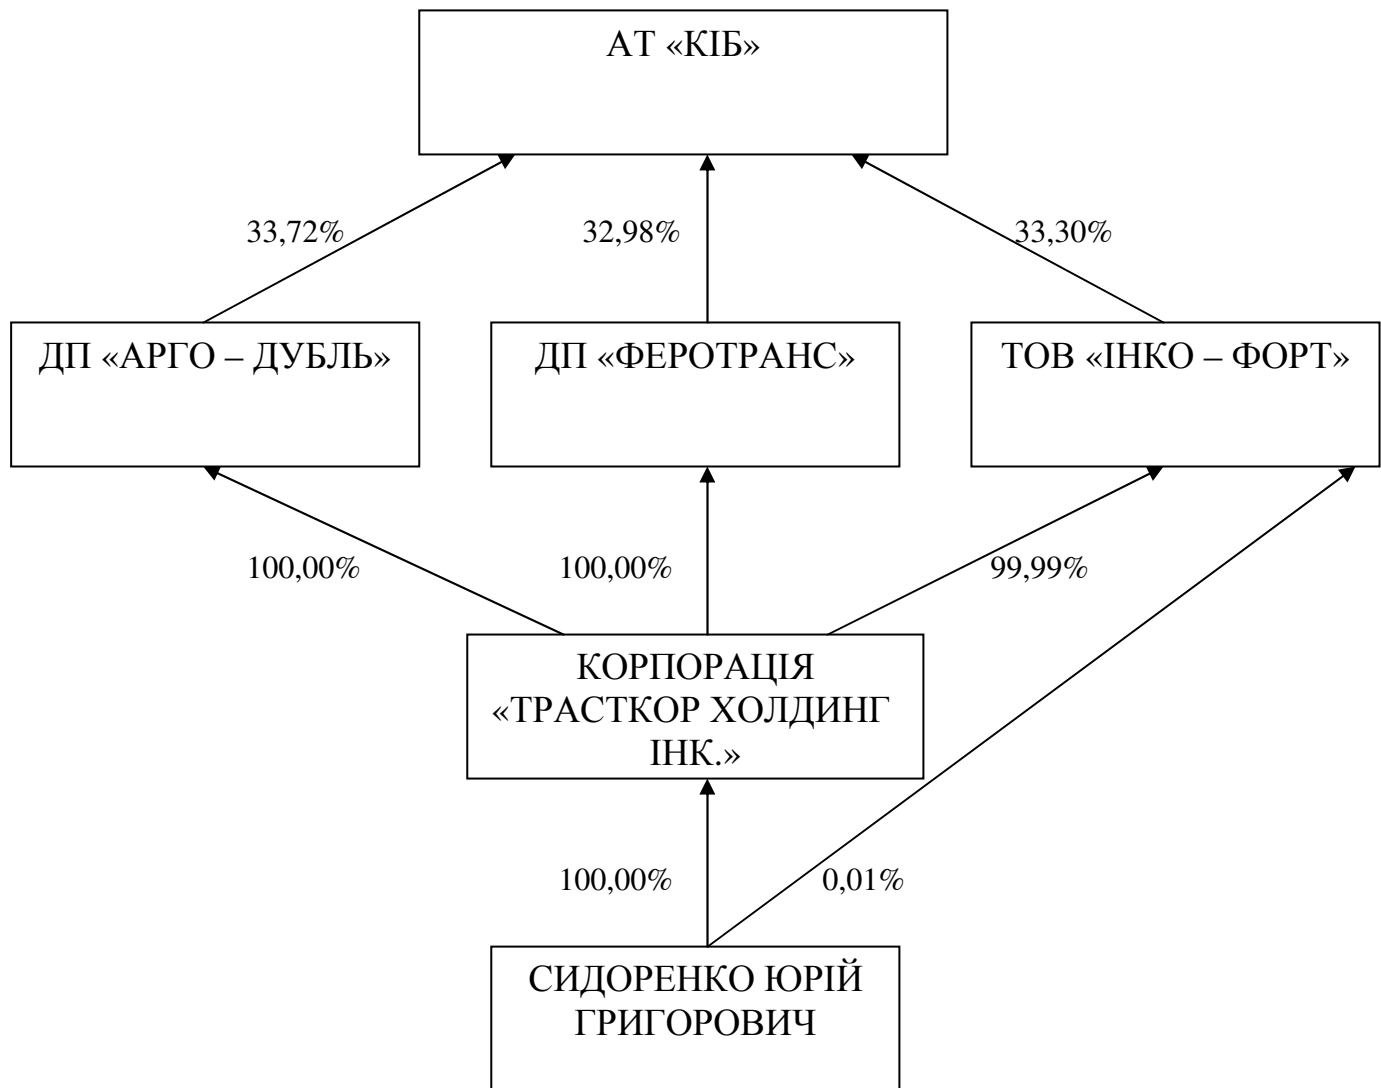 АТ «КІБ»
33,72%
32,98%
33,30%
ДП «АРГО – ДУБЛЬ»
ДП «ФЕРОТРАНС»
ТОВ «ІНКО – ФОРТ»
100,00%
100,00%
99,99%
КОРПОРАЦІЯ
«ТРАСТКОР ХОЛДИНГ
ІНК.»
100,00%
0,01%
СИДОРЕНКО ЮРІЙ
ГРИГОРОВИЧ